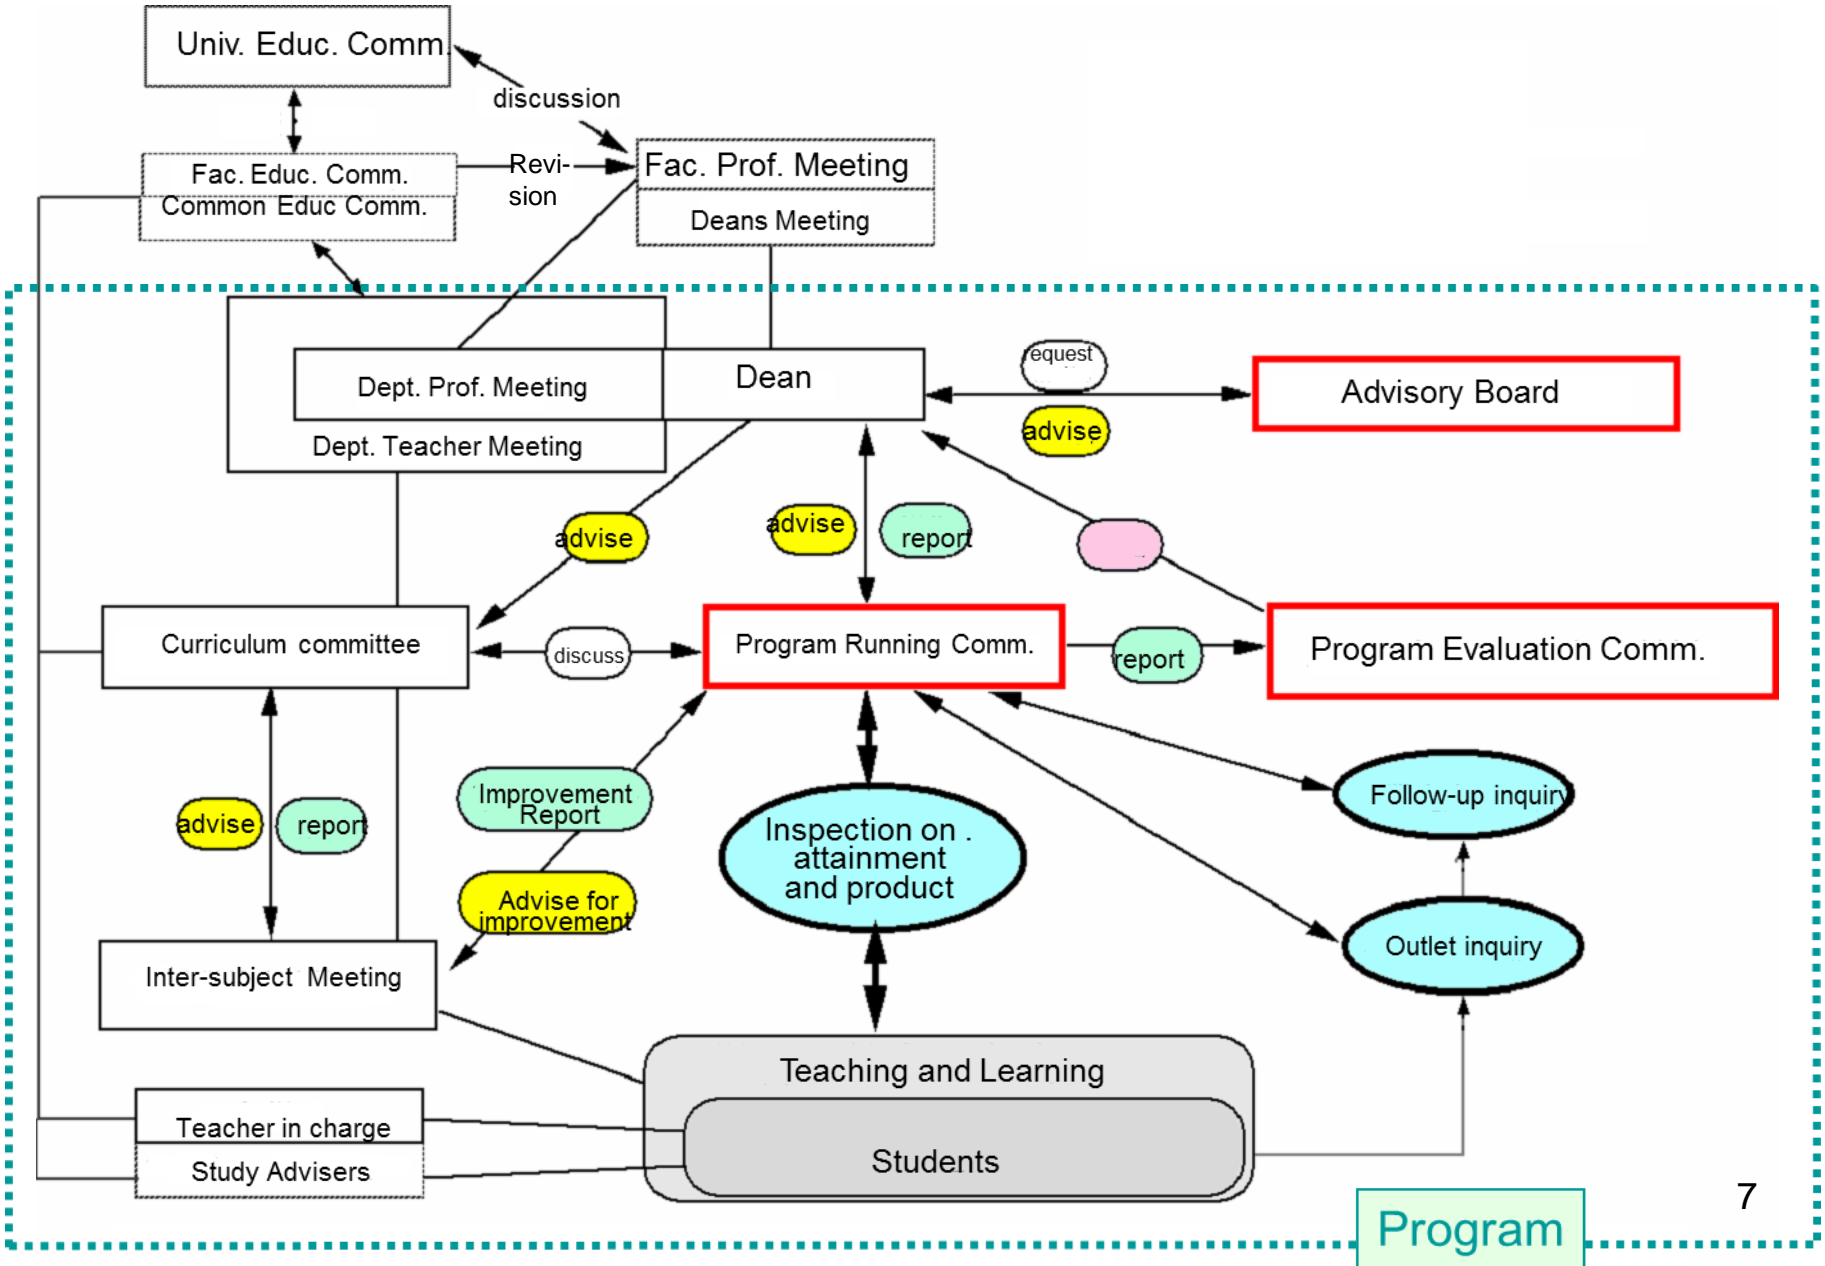 Univ. Educ. Comm.
discussion
Fac. Educ. Comm.
Common Educ Comm.
Revi-
sion
Fac. Prof. Meeting
Deans Meeting
Dept. Prof. Meeting
Dean
Dept. Teacher Meeting
request
advise
Advisory Board
advise
advise
report
Curriculum committee
discuss
Program Running Comm.
report
Program Evaluation Comm.
advise
report
Improvement
Report
Advise for
improvement
Inspection on .
attainment
and product
Follow-up inquiry
Outlet inquiry
Inter-subject Meeting
Teaching and Learning
Students
Teacher in charge
Study Advisers
7
Program